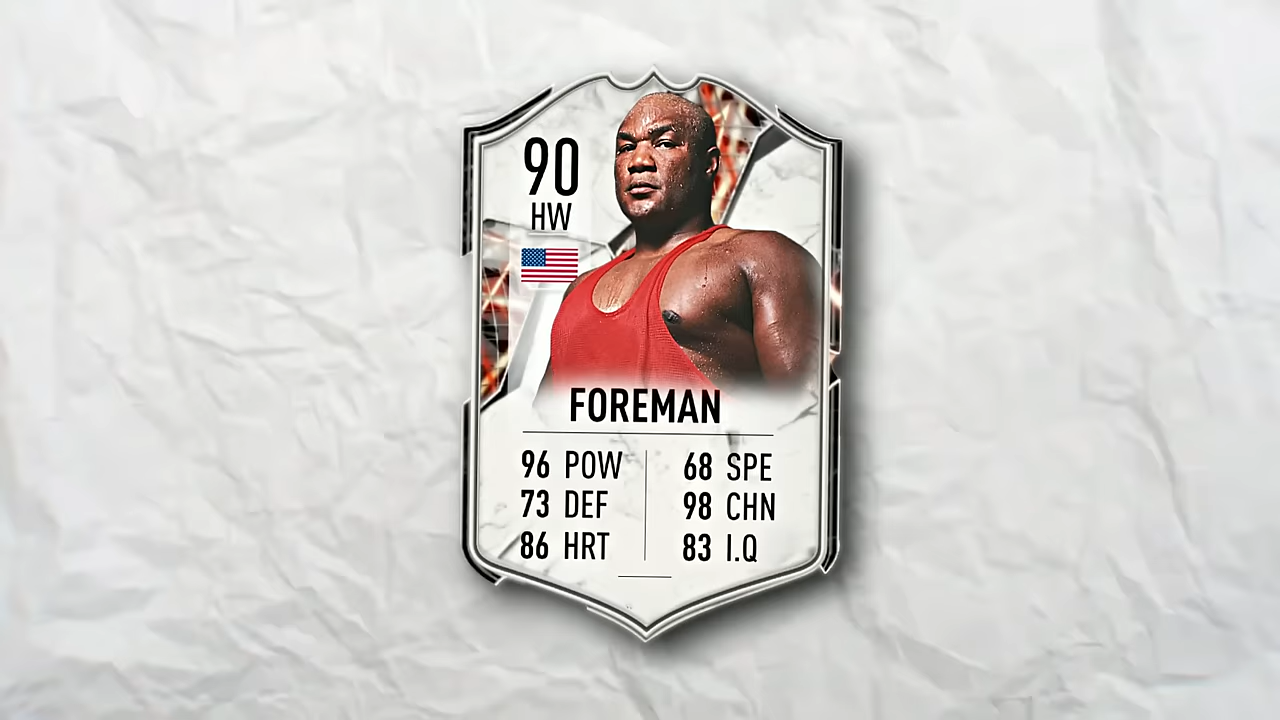 90
HW
FOREMAN
96 POW
73 DEF
86 HRT
68 SPE
98 CHN
83 I.Q